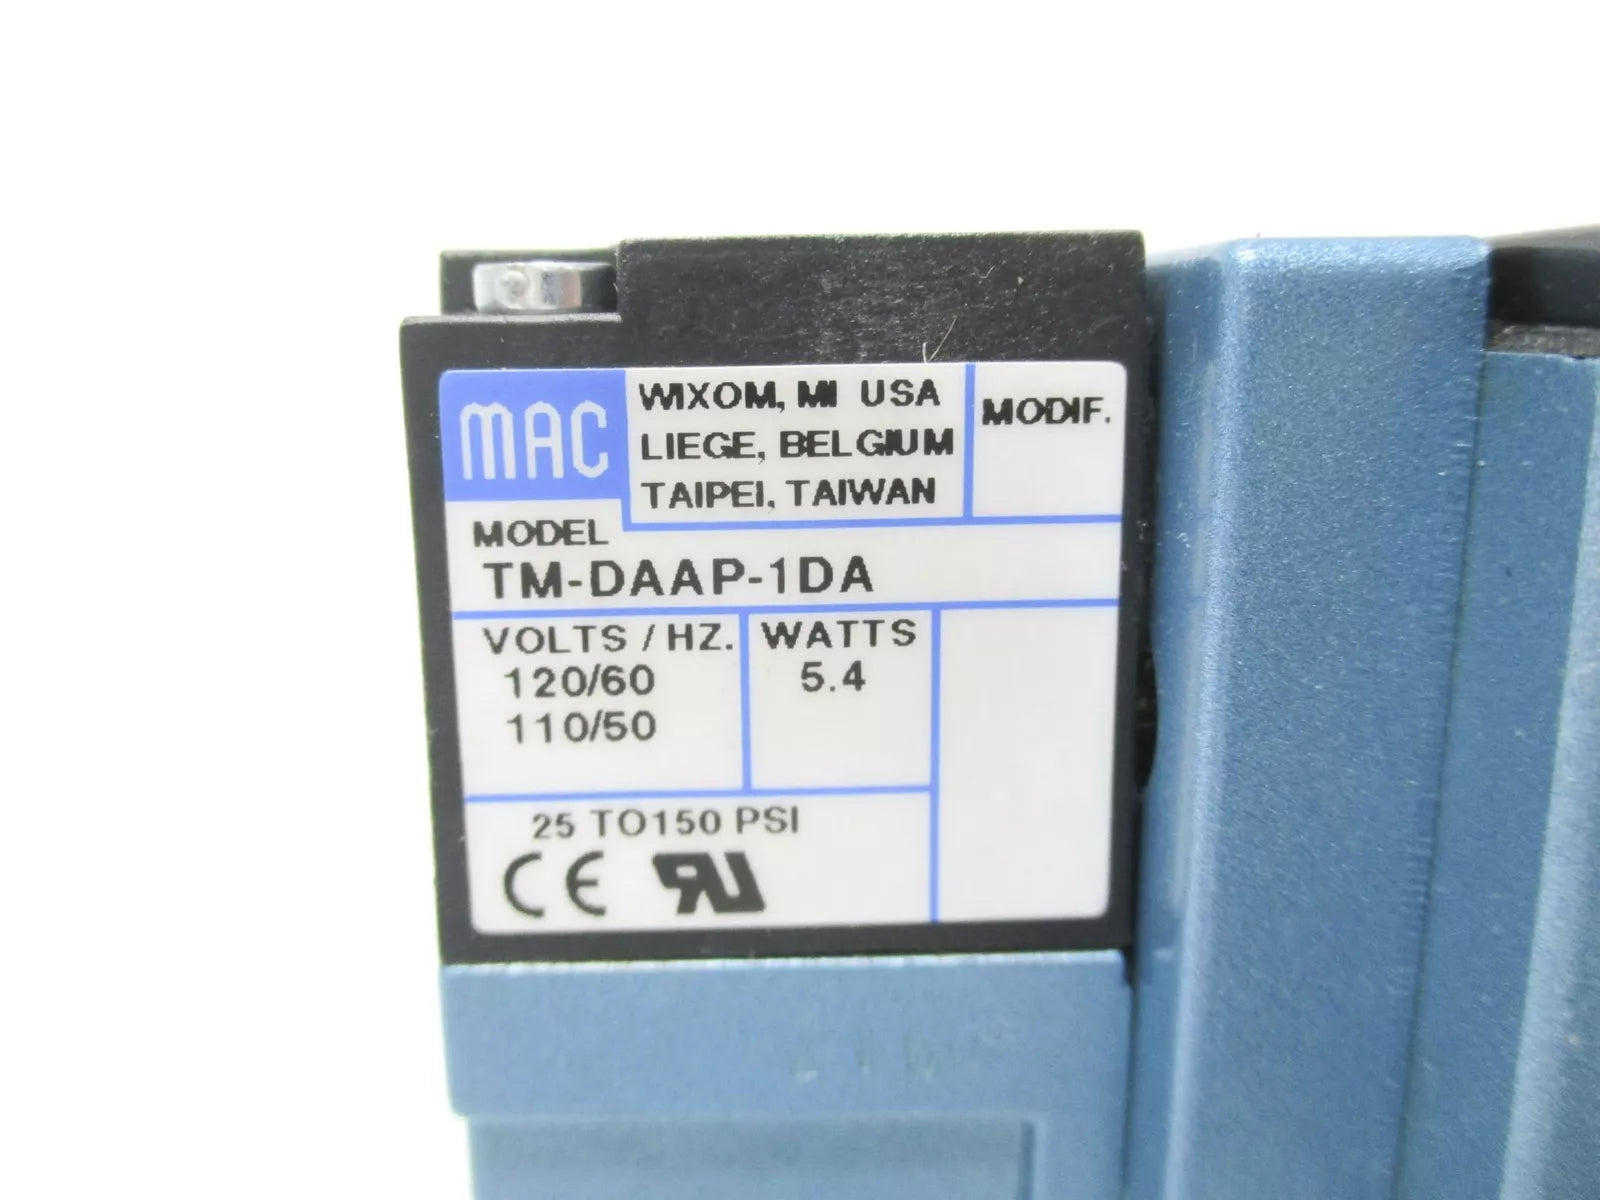 MAC
WIXOM, MI USA
LIEGE, BELGIUM
TAIPEI, TAIWAN
MODIF.
MODEL
TM-DAAP-1DA
VOLTS / HZ.
120/60
110/50
WATTS
5.4
25 TO150 PSI
CE RU